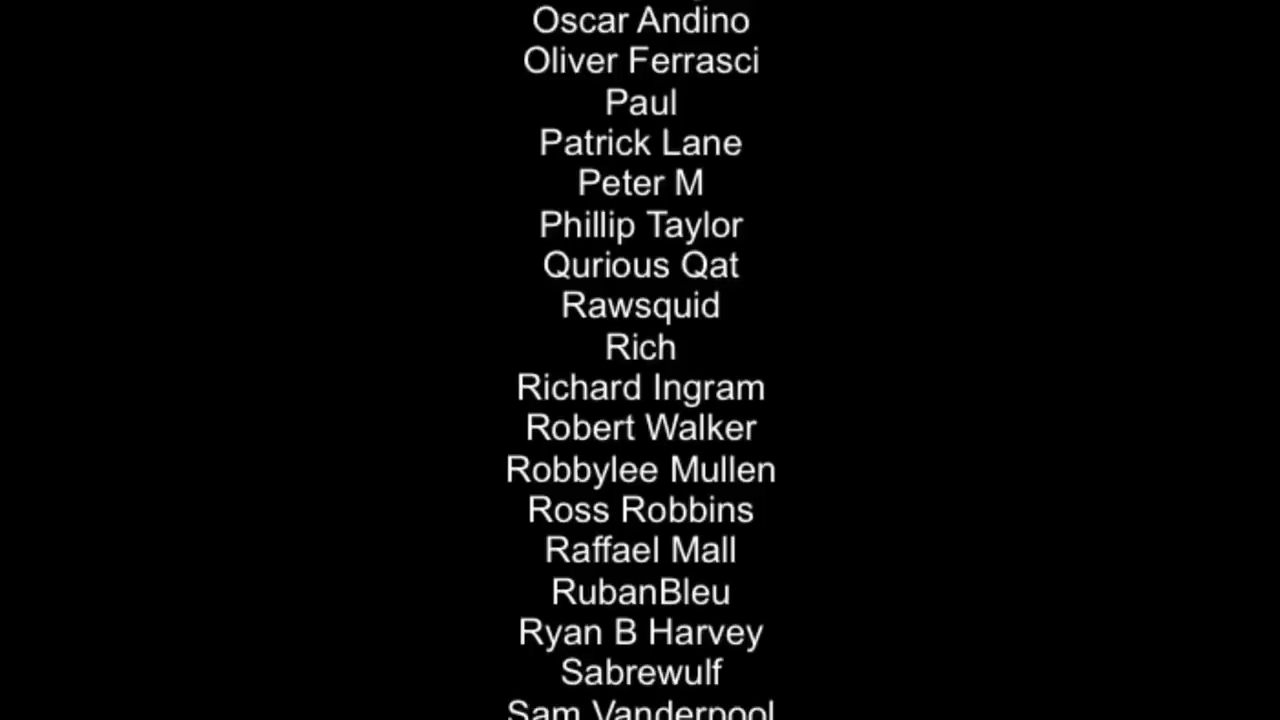 Oscar Andino
Oliver Ferrasci
Paul
Patrick Lane
Peter M
Phillip Taylor
Qurious Qat
Rawsquid
Rich
Richard Ingram
Robert Walker
Robbylee Mullen
Ross Robbins
Raffael Mall
RubanBleu
Ryan B Harvey
Sabrewulf
Sam Vanderpool